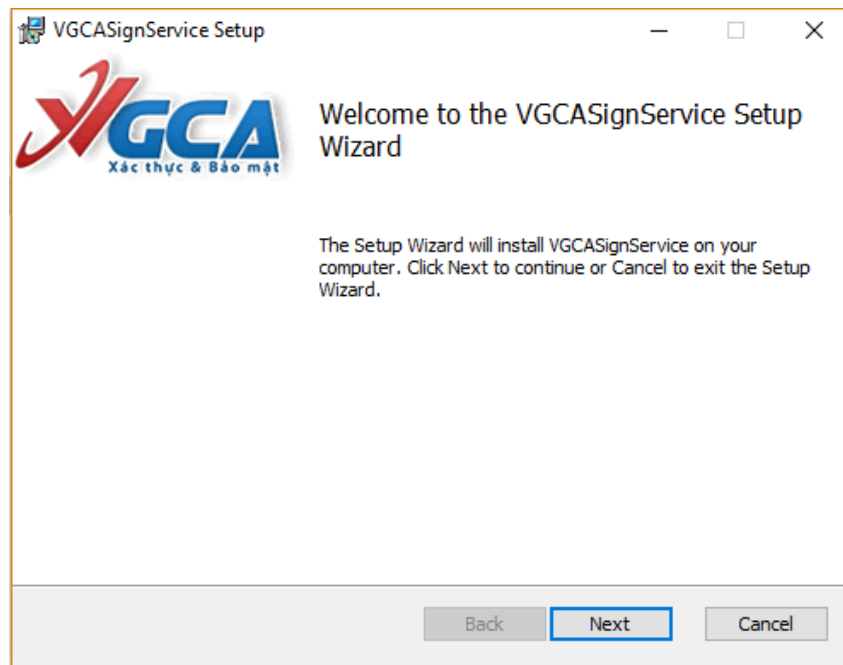 VGCASignService Setup
VGCA
Xác thực & Bảo mật
Welcome to the VGCASignService Setup
Wizard
The Setup Wizard will install VGCASignService on your
computer. Click Next to continue or Cancel to exit the Setup
Wizard.
Back
Next
Cancel